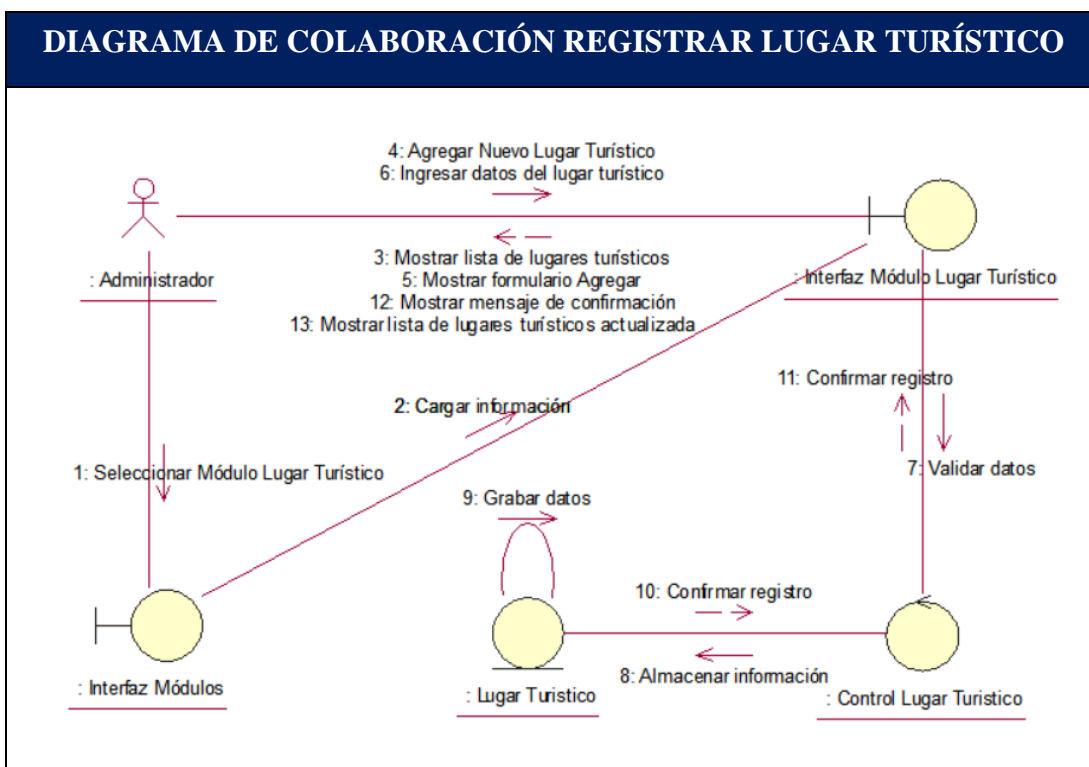 DIAGRAMA DE COLABORACIÓN REGISTRAR LUGAR TURÍSTICO
4: Agregar Nuevo Lugar Turístico
6: Ingresar datos del lugar turístico
3: Mostrar lista de lugares turísticos
5: Mostrar formulario Agregar
12: Mostrar mensaje de confirmación
13: Mostrar lista de lugares turísticos actualizada
: Administrador
: Interfaz Módulo Lugar Turístico
11: Confirmar registro
2: Cargar información
1: Seleccionar Módulo Lugar Turístico
7: Validar datos
9: Grabar datos
10: Confirmar registro
8: Almacenar información
: Interfaz Módulos
: Lugar Turistico
: Control Lugar Turistico